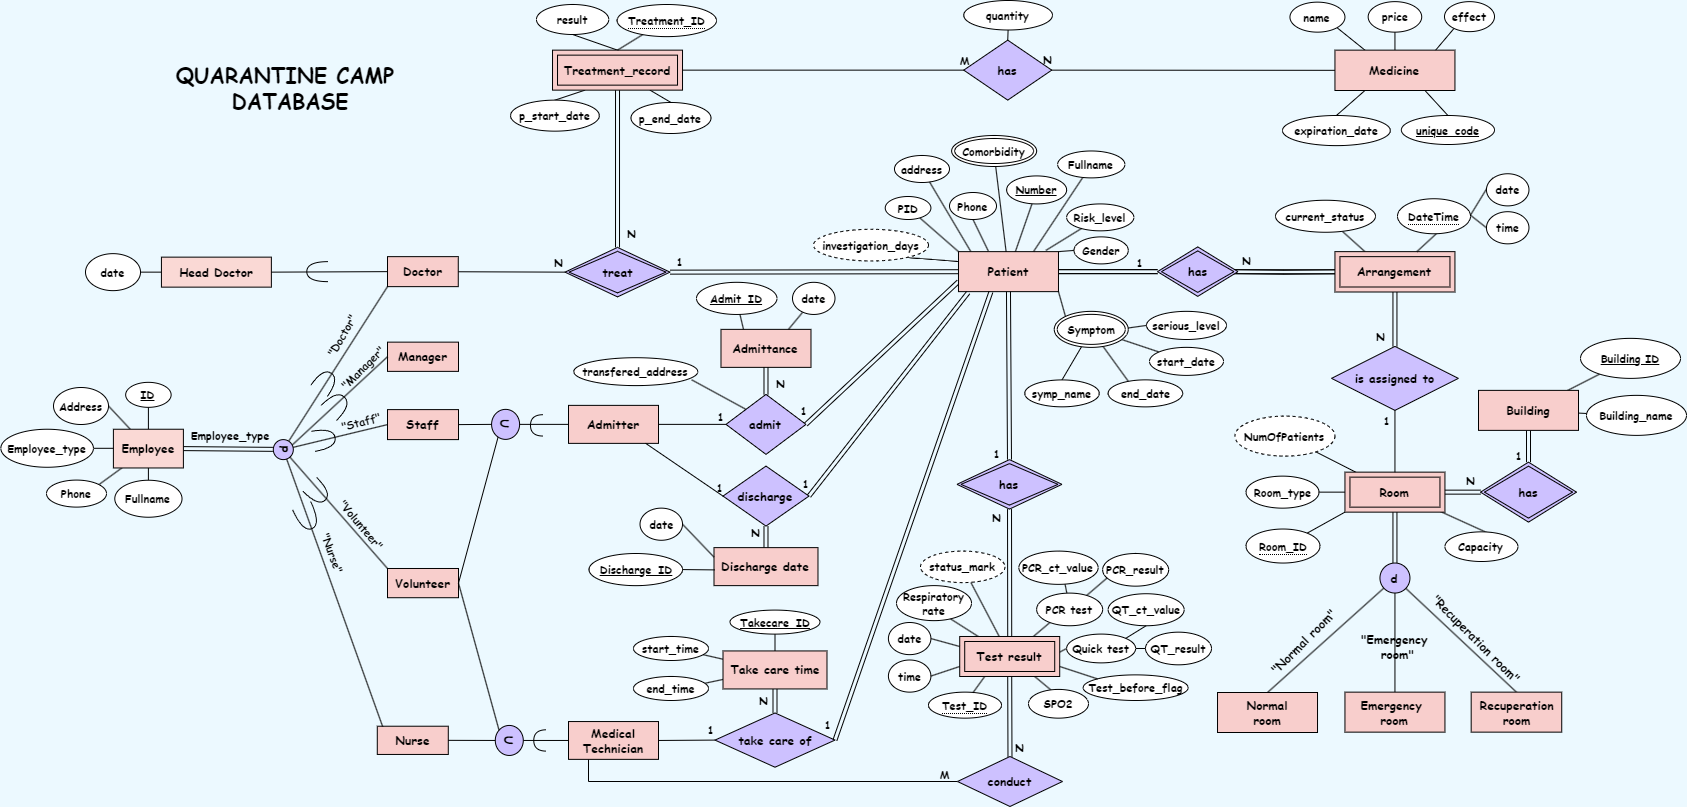 QUARANTINE CAMP
DATABASE
result
Treatment_ID
Treatment_record
p_start_date
p_end_date
M
quantity
has
N
name
price
effect
Medicine
expiration_date
unique_code
N
Comorbidity
address
Fullname
Number
PID
Phone
Risk_level
investigation_days
Gender
Patient
date
Head Doctor
Doctor
N
treat
1
1
has
N
current_status
DateTime
date
time
Arrangement
"Doctor"
Manager
"Manager"
Admit_ID
date
Admittance
N
transfered_address
1
admit
1
Symptom
serious_level
start_date
symp_name
end_date
N
is assigned to
1
Building ID
Building
Building_name
1
has
N
ID
Address
Employee_type
Employee
Phone
Fullname
Employee_type
P
"Staff"
Staff
U
Admitter
"Volunteer"
Volunteer
"Nurse"
Nurse
U
1
discharge
1
N
date
Discharge_ID
Discharge date
1
has
N
NumOfPatients
Room_type
Room
Room_ID
Capacity
d
"Normal room"
"Emergency
room"
"Recuperation room"
Normal
room
Emergency
room
Recuperation
room
Takecare_ID
start_time
Take care time
end_time
N
Medical
Technician
1
take care of
1
status_mark
PCR_ct_value
PCR_result
Respiratory
rate
PCR test
QT_ct_value
date
Test result
Quick test
QT_result
time
Test_before_flag
Test_ID
SPO2
N
M
conduct